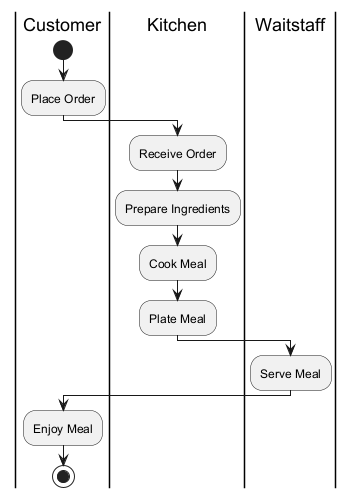 Customer
Kitchen
Waitstaff
Place Order
Receive Order
Prepare Ingredients
Cook Meal
Plate Meal
Serve Meal
Enjoy Meal